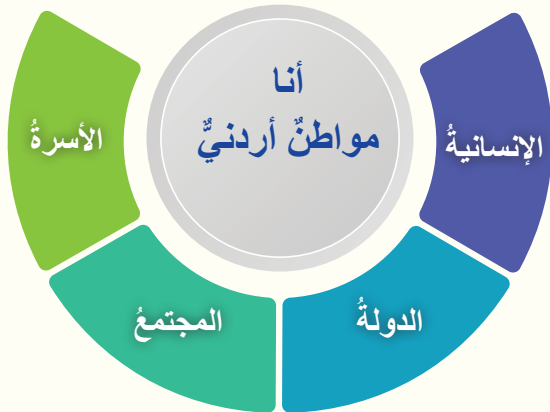 أنا
مواطنٌ أردنيٌّ
الإنسانيةُ
الأسرةُ
الدولةُ
المجتمعُ